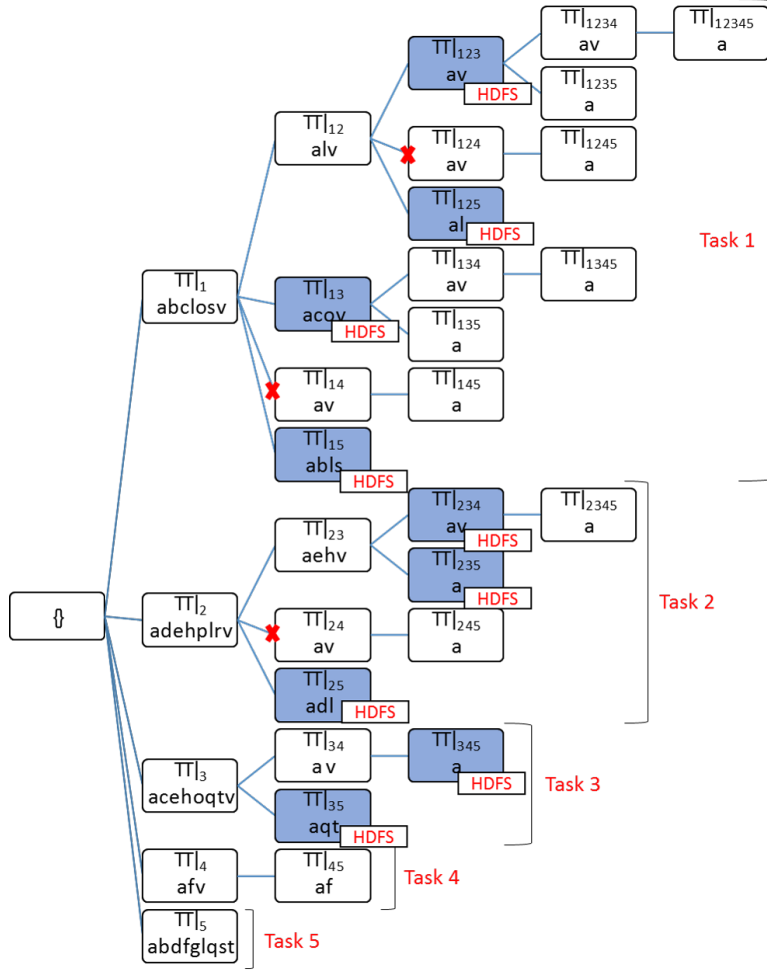 TT|1234
av
TT|12345
a
TT|123
av
HDFS
TT|1235
a
TT|12
alv
TT|124
av
TT|1245
a
TT|125
al
HDFS
Task 1
TT|134
av
TT|1345
a
TT|1
abclosv
TT|13
acov
HDFS
TT|135
a
TT|14
av
TT|145
a
TT|15
abls
HDFS
TT|234
av
HDFS
TT|2345
a
TT|23
aehv
TT|235
a
HDFS
Task 2
{}
TT|2
adehplrv
TT|24
av
TT|245
a
TT|25
adl
HDFS
TT|34
av
TT|345
a
HDFS
TT|3
acehoqtv
Task 3
TT|35
aqt
HDFS
TT|4
afv
TT|45
af
Task 4
TT|5
abdfglqst
Task 5